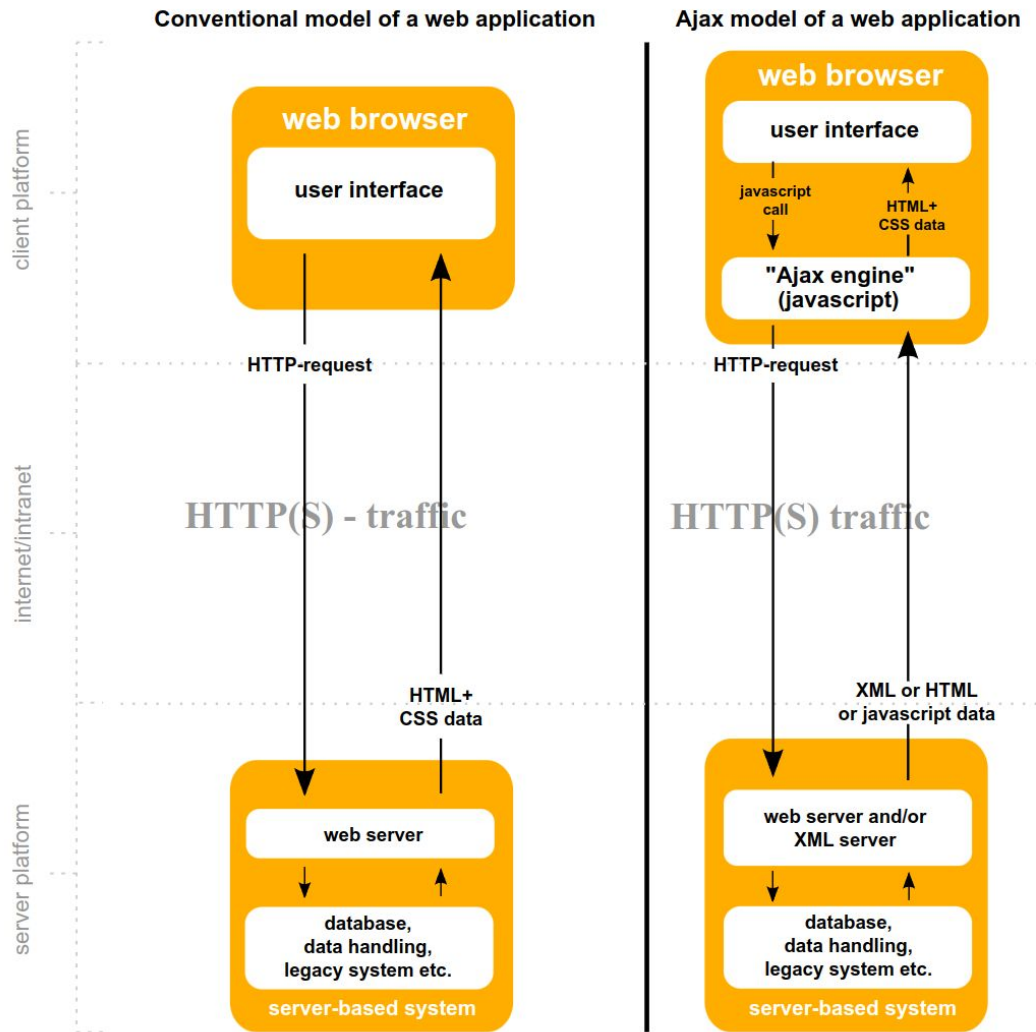 Conventional model of a web application
Ajax model of a web application
client platform
internet/intranet
server platform
web browser
user interface
HTTP-request
HTTP(S) - traffic
HTML+
CSS data
web server
database,
data handling,
legacy system etc.
server-based system
web browser
user interface
javascript
call
HTML+
CSS data
"Ajax engine"
(javascript)
HTTP-request
HTTP(S) traffic
XML or HTML
or javascript data
web server and/or
XML server
database,
data handling,
legacy system etc.
server-based system